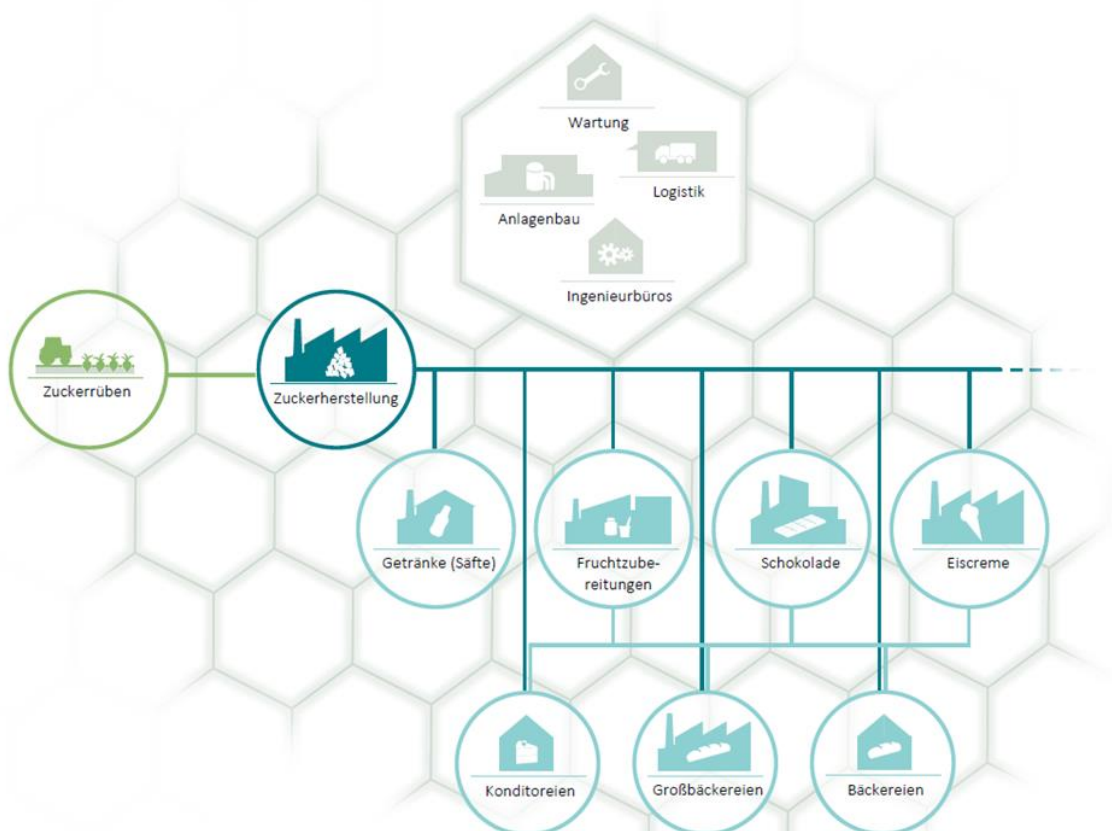 Wartung
Logistik
Anlagenbau
Ingenieurbüros
Zuckerrüben
Zuckerherstellung
Getränke (Säfte)
Fruchtzube-
reitungen
Schokolade
Eiscreme
Konditoreien
Großbäckereien
Bäckereien